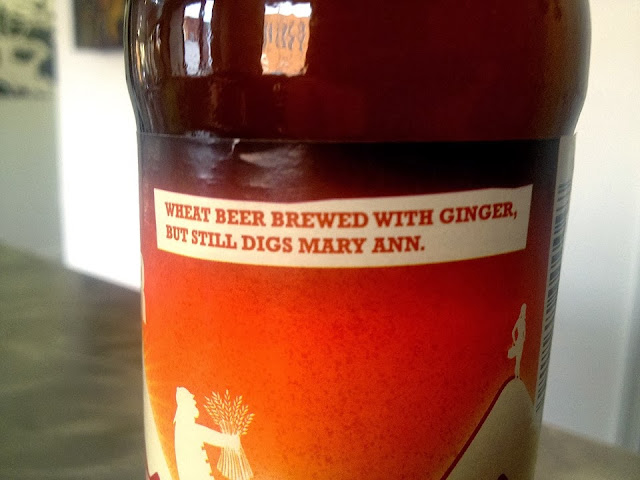 WHEAT BEER BREWED WITH GINGER,
BUT STILL DIGS MARY ANN.